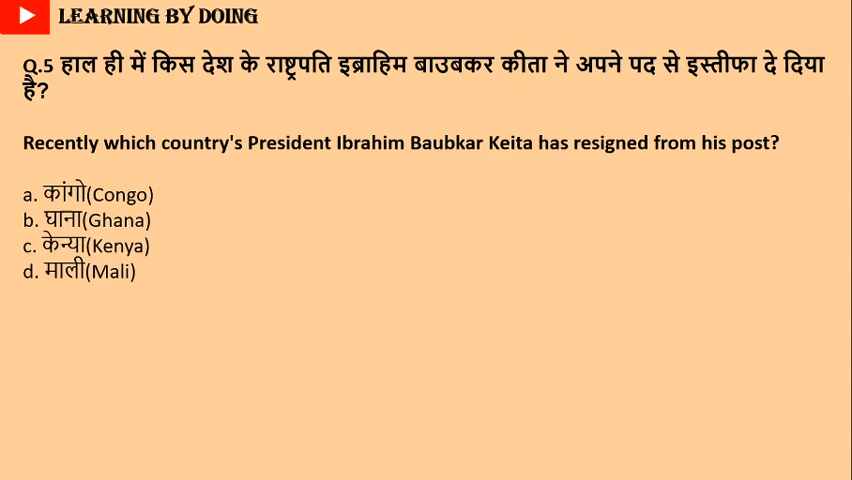 LEARNING BY DOING
Q.5 हाल ही में किस देश के राष्ट्रपति इब्राहिम बाउबकर कीता ने अपने पद से इस्तीफा दे दिया
है?
Recently which country's President Ibrahim Baubkar Keita has resigned from his post?
a. कांगो(Congo)
b. घाना(Ghana)
c. केन्या(Kenya)
d. माली(Mali)